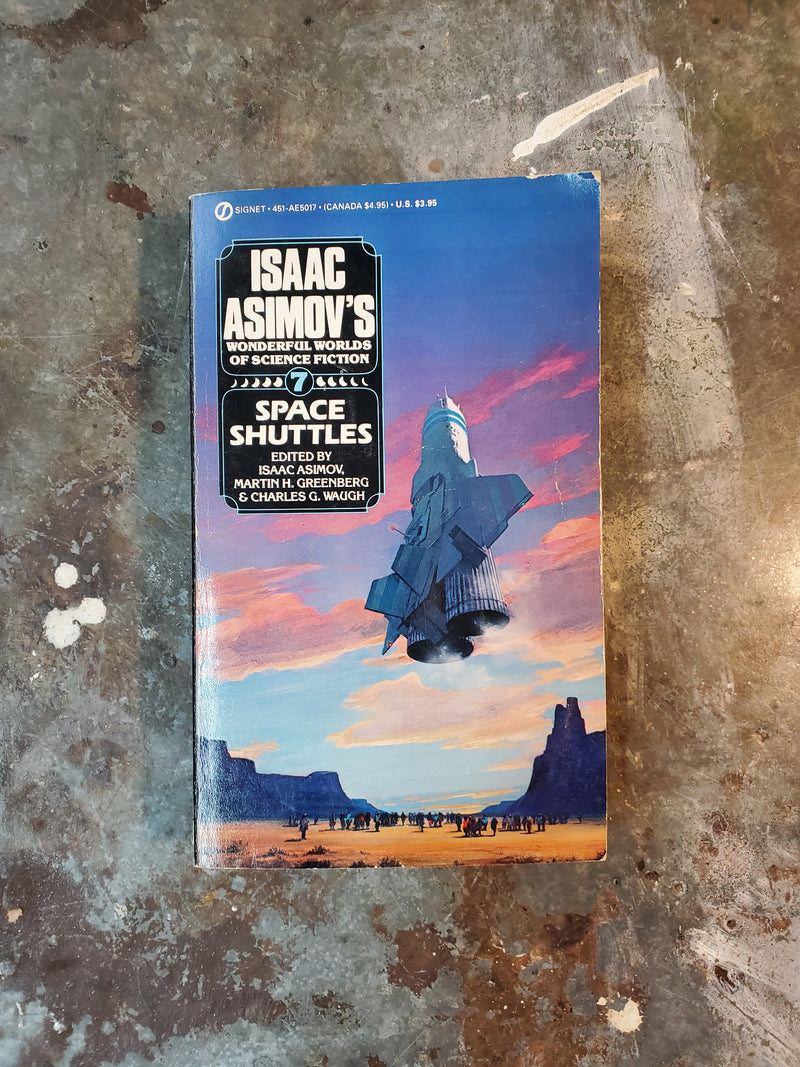 SIGNET • 451-AE5017 • (CANADA $4.95) • U.S. $3.95
ISAAC
ASIMOV'S
WONDERFUL WORLDS
OF SCIENCE FICTION
7
SPACE
SHUTTLES
EDITED BY
ISAAC ASIMOV,
MARTIN H. GREENBERG
& CHARLES G. WAUGH